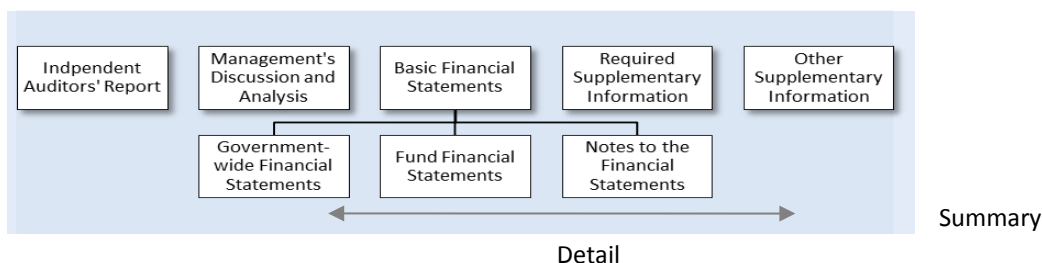 Indpendent
Auditors' Report
Management's
Discussion and
Analysis
Basic Financial
Statements
Required
Supplementary
Information
Other
Supplementary
Information
Government-
wide Financial
Statements
Fund Financial
Statements
Notes to the
Financial
Statements
Summary
Detail